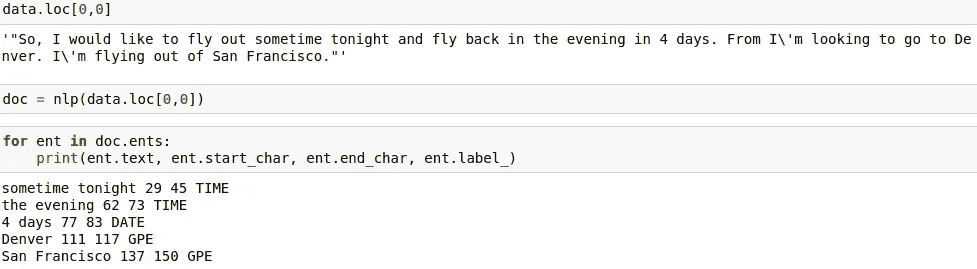 data.loc[0,0]
'"So, I would like to fly out sometime tonight and fly back in the evening in 4 days. From I\'m looking to go to De
nver. I\'m flying out of San Francisco."'
doc = nlp(data.loc[0,0])
for ent in doc.ents:
    print(ent.text, ent.start_char, ent.end_char, ent.label_)
sometime tonight 29 45 TIME
the evening 62 73 TIME
4 days 77 83 DATE
Denver 111 117 GPE
San Francisco 137 150 GPE